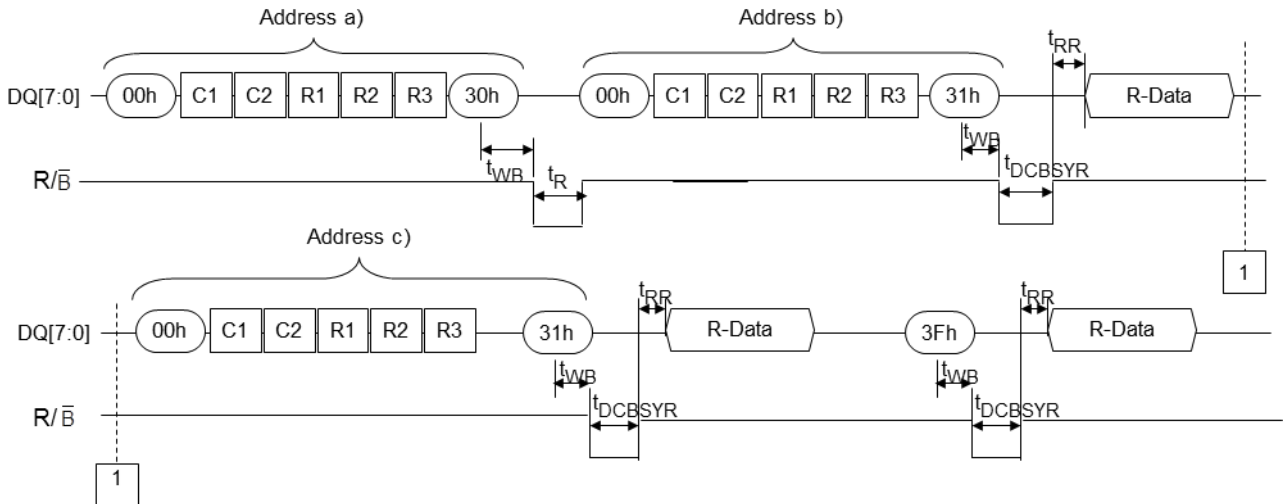 Address a) Address b)
tRR
DQ[7:0] 00h C1 C2 R1 R2 R3 30h 00h C1 C2 R1 R2 R3 31h R-Data
tWB tWB
R/B̅ tR tDCBSYR
1
Address c)
tRR tRR
DQ[7:0] 00h C1 C2 R1 R2 R3 31h R-Data 3Fh R-Data
tWB tWB
R/B̅ tDCBSYR tDCBSYR
1